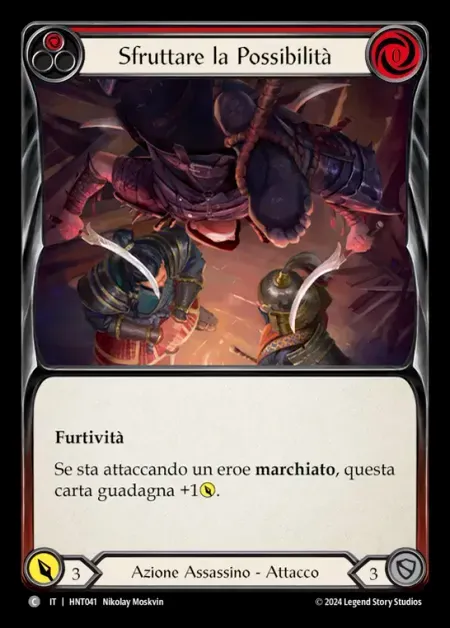 Sfruttare la Possibilità
0
Furtività
Se sta attaccando un eroe marchiato, questa
carta guadagna +1.
3
Azione Assassino - Attacco
3
C IT | HNT041 Nikolay Moskvin
© 2024 Legend Story Studios